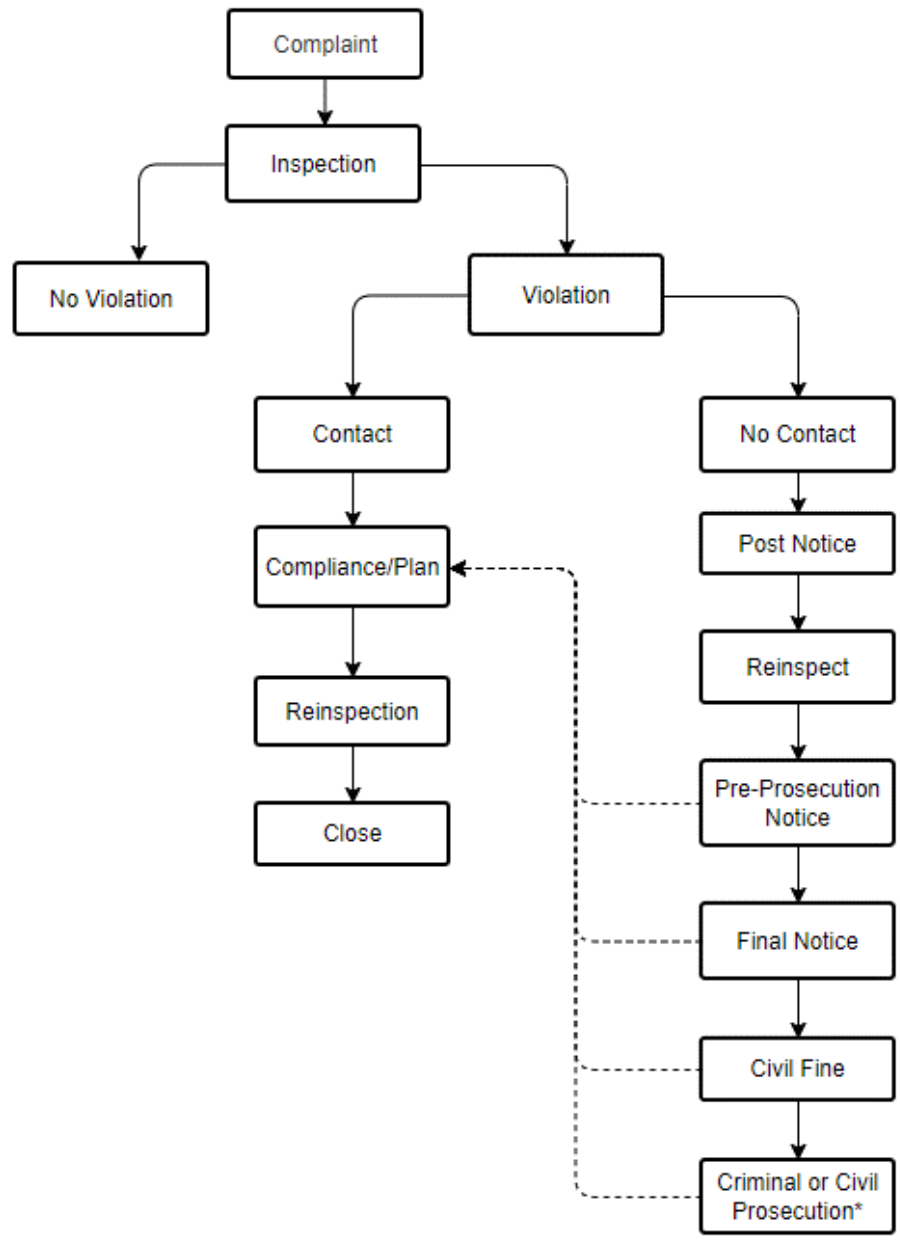 Complaint
Inspection
No Violation
Violation
Contact
No Contact
Compliance/Plan
Post Notice
Reinspection
Reinspect
Close
Pre-Prosecution
Notice
Final Notice
Civil Fine
Criminal or Civil
Prosecution*